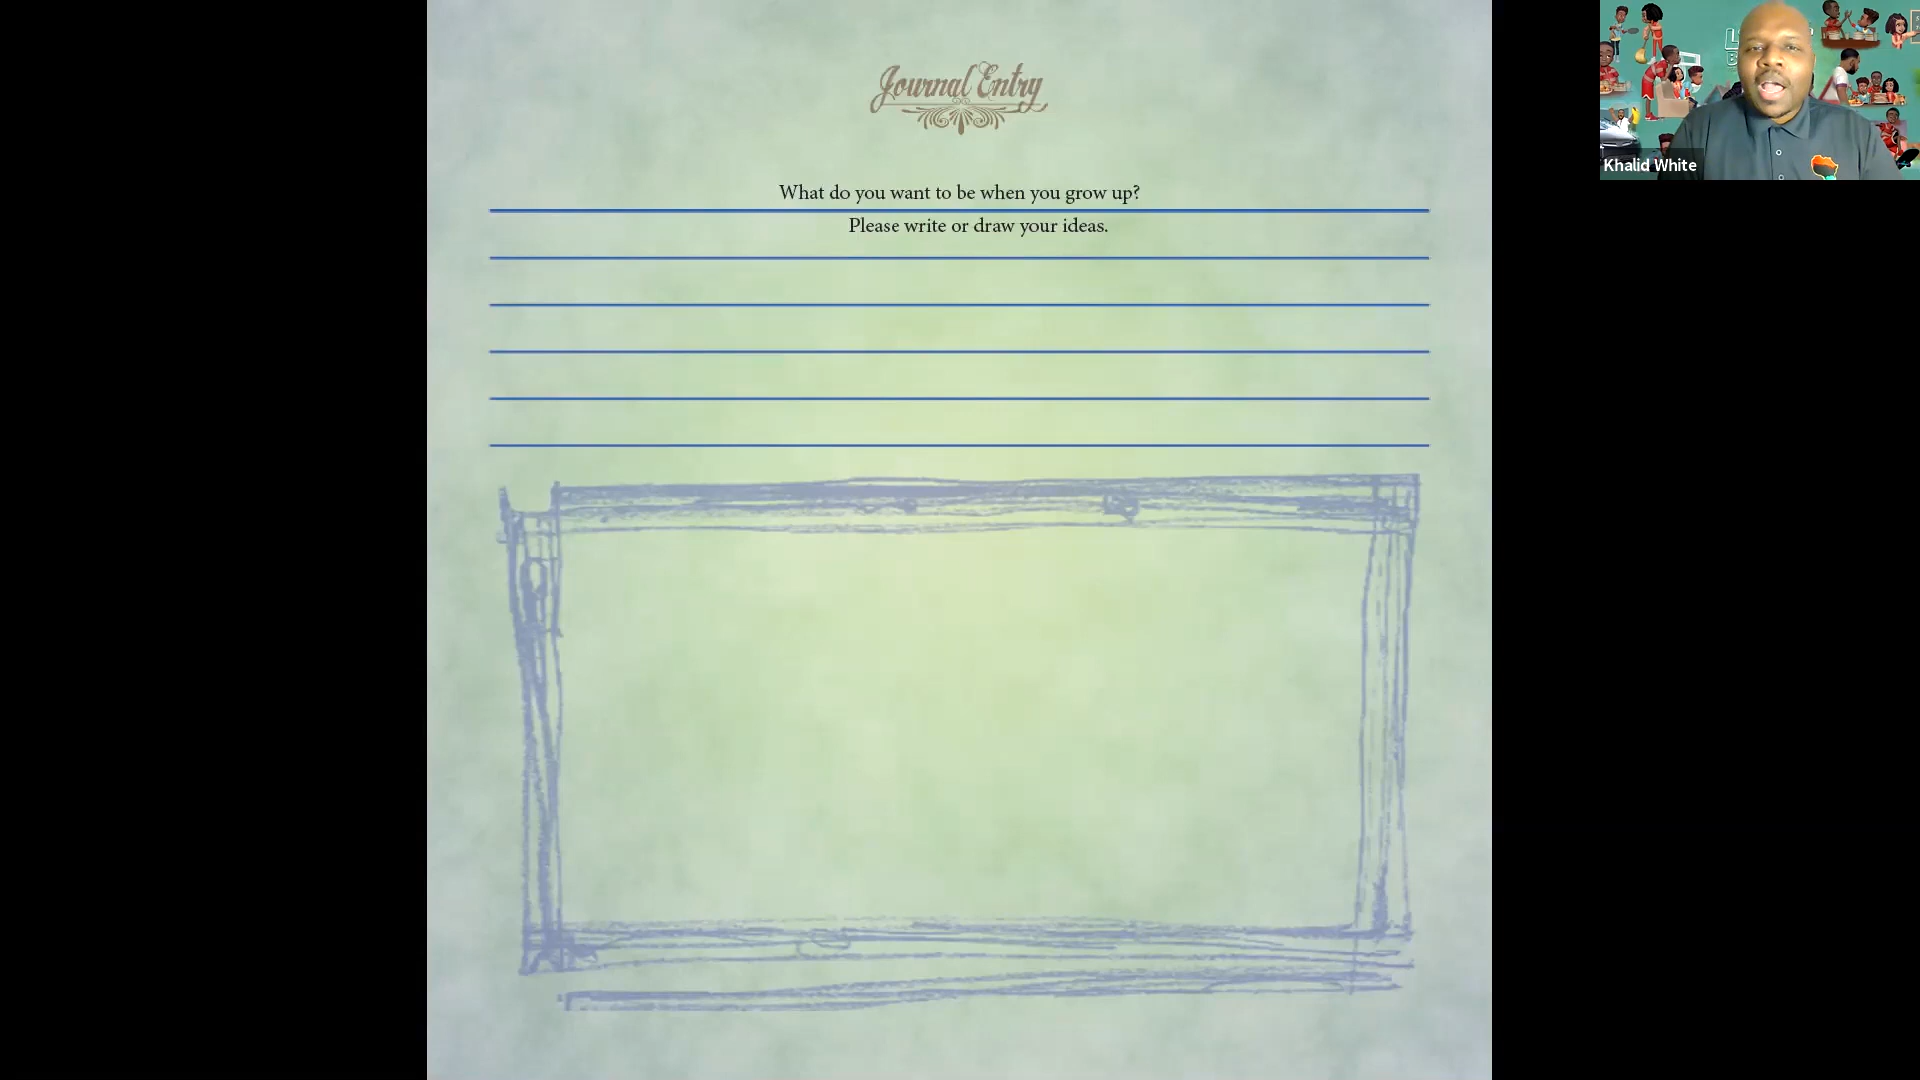 Journal Entry
What do you want to be when you grow up?
Please write or draw your ideas.
Khalid White